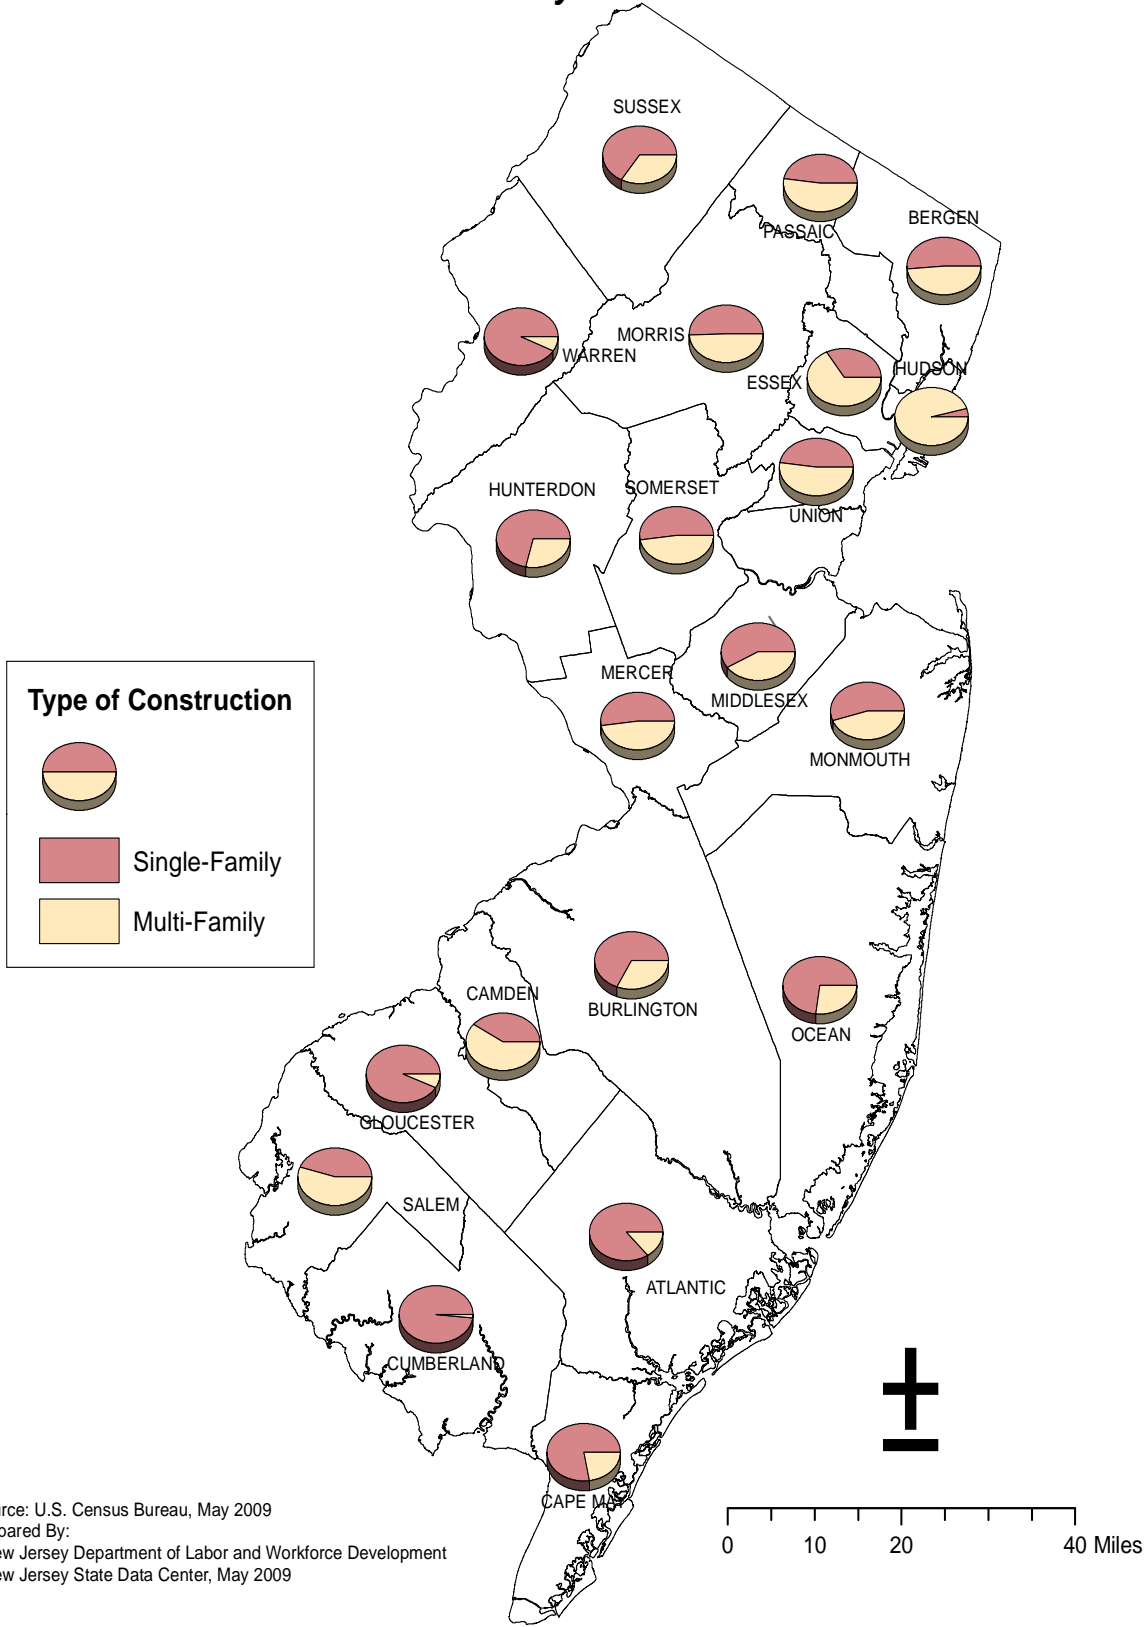 SUSSEX
BERGEN
PASSAIC
MORRIS
WARREN
HUDSON
ESSEX
HUNTERDON
SOMERSET
UNION
MERCER
MIDDLESEX
MONMOUTH
Type of Construction
Single-Family
Multi-Family
CAMDEN
BURLINGTON
OCEAN
GLOUCESTER
SALEM
ATLANTIC
CUMBERLAND
CAPE MAY
urce: U.S. Census Bureau, May 2009
pared By:
ew Jersey Department of Labor and Workforce Development
ew Jersey State Data Center, May 2009
0 10 20 40 Miles